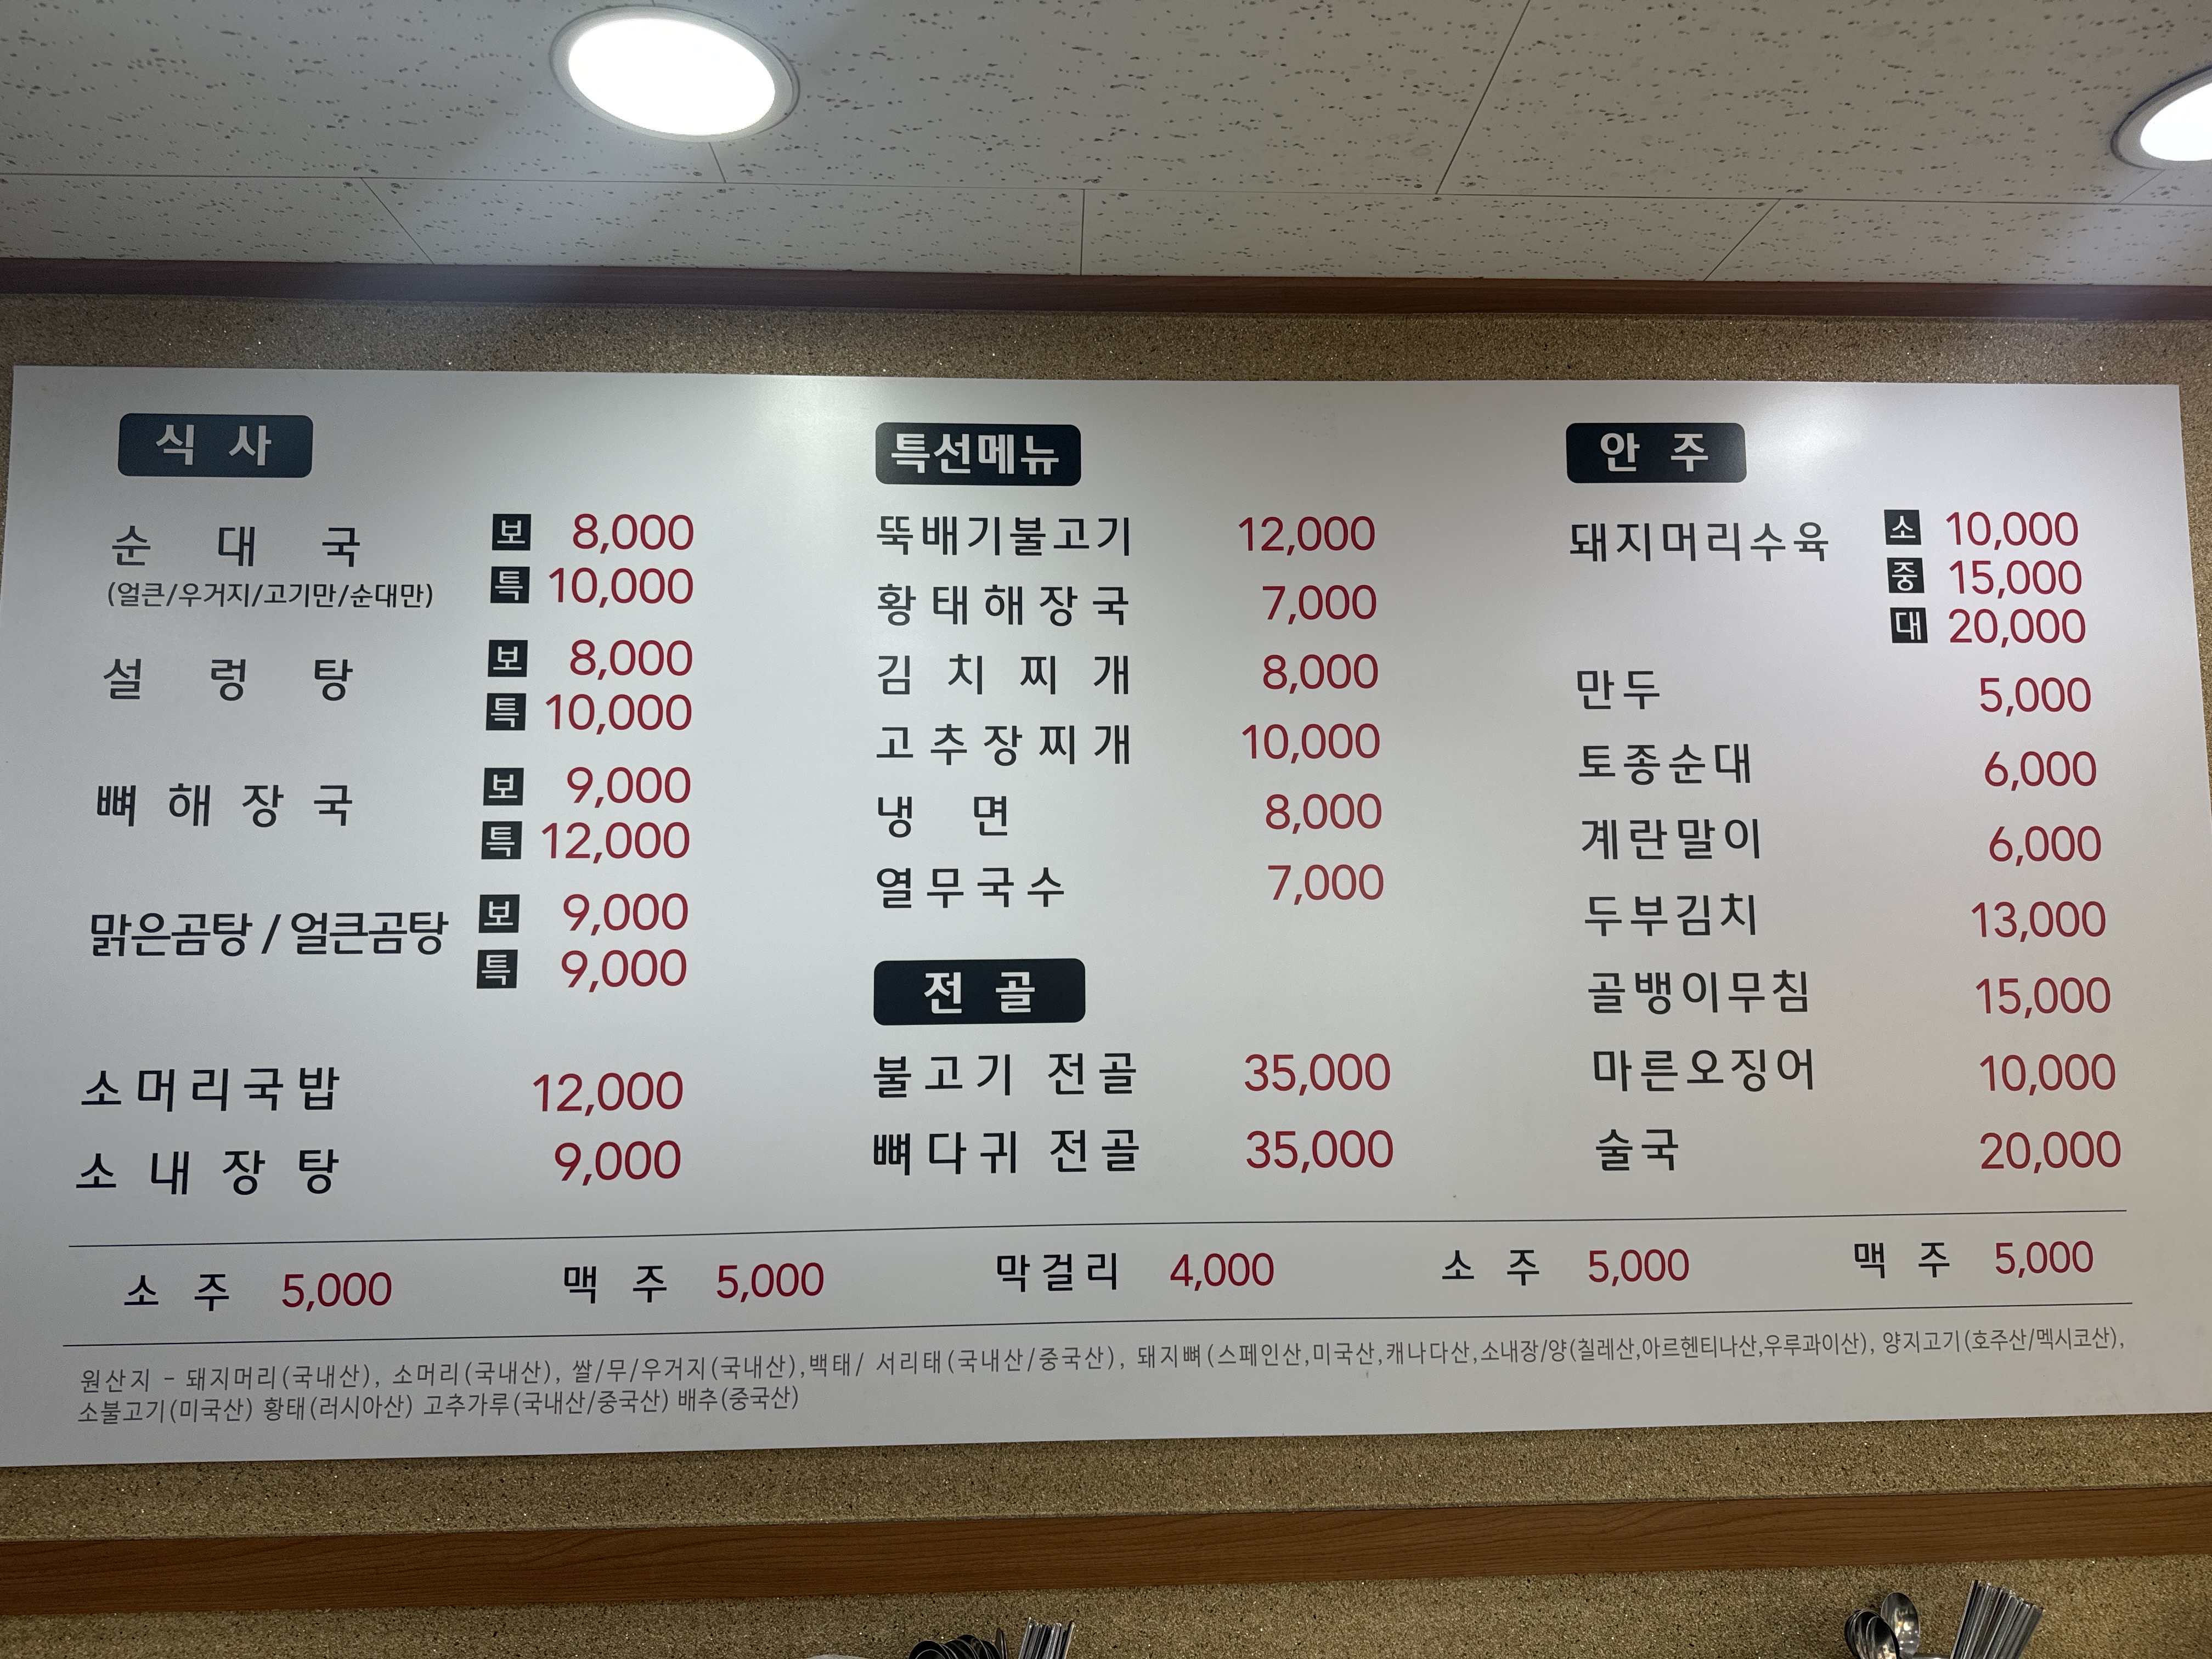 식 사
순 대 국 보 8,000
(얼큰/우거지/고기만/순대만) 특 10,000
설 렁 탕 보 8,000
특 10,000
뼈 해 장 국 보 9,000
특 12,000
맑은곰탕 / 얼큰곰탕 보 9,000
특 9,000
소머리국밥 12,000
소 내 장 탕 9,000
특선메뉴
뚝배기불고기 12,000
황태해장국 7,000
김 치 찌 개 8,000
고추장찌개 10,000
냉 면 8,000
열무국수 7,000
전 골
불고기 전골 35,000
뼈다귀 전골 35,000
안 주
돼지머리수육 소 10,000
중 15,000
대 20,000
만두 5,000
토종순대 6,000
계란말이 6,000
두부김치 13,000
골뱅이무침 15,000
마른오징어 10,000
술국 20,000
소 주 5,000 맥 주 5,000 막걸리 4,000 소 주 5,000 맥 주 5,000
원산지 - 돼지머리(국내산), 소머리(국내산), 쌀/무/우거지(국내산),백태/ 서리태(국내산/중국산), 돼지뼈(스페인산,미국산,캐나다산,소내장/양(칠레산,아르헨티나산,우루과이산), 양지고기(호주산/멕시코산),
소불고기(미국산) 황태(러시아산) 고추가루(국내산/중국산) 배추(중국산)